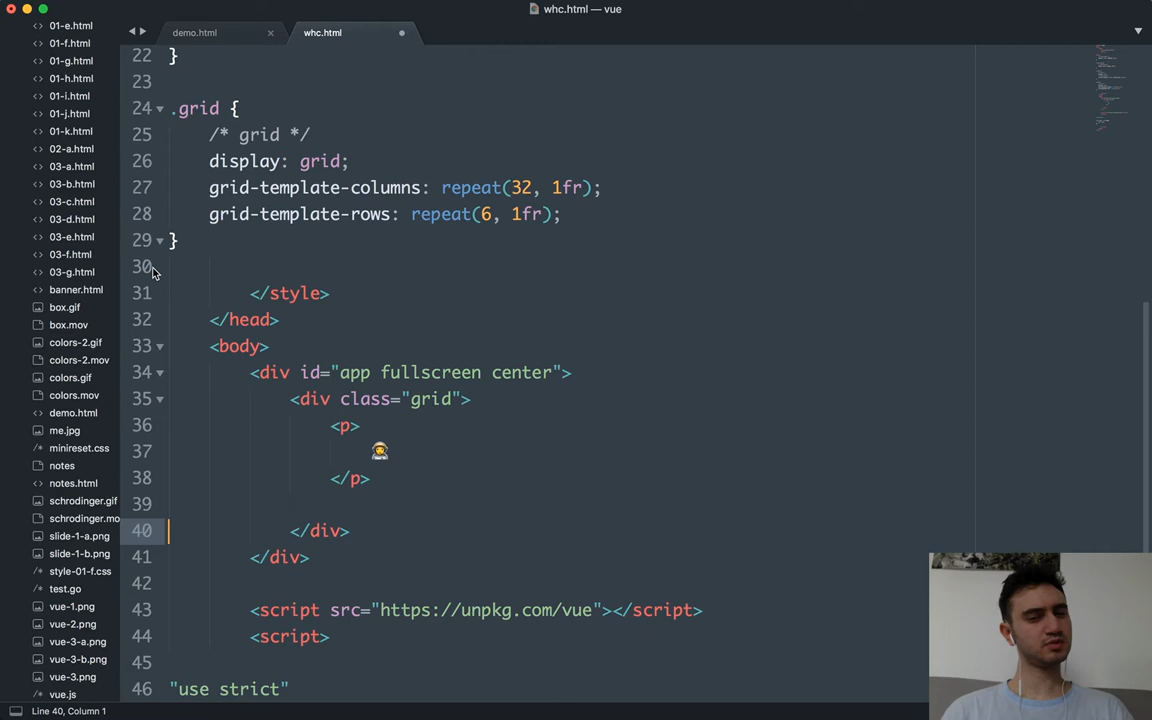 whc.html — vue
demo.html
whc.html
01-e.html
01-f.html
01-g.html
01-h.html
01-i.html
01-j.html
01-k.html
02-a.html
03-a.html
03-b.html
03-c.html
03-d.html
03-e.html
03-f.html
03-g.html
banner.html
box.gif
box.mov
colors-2.gif
colors-2.mov
colors.gif
colors.mov
demo.html
me.jpg
minireset.css
notes
notes.html
schrodinger.gif
schrodinger.mo
slide-1-a.png
slide-1-b.png
style-01-f.css
test.go
vue-1.png
vue-2.png
vue-3-a.png
vue-3-b.png
vue-3.png
vue.js
22 }
23
24 .grid {
25 /* grid */
26 display: grid;
27 grid-template-columns: repeat(32, 1fr);
28 grid-template-rows: repeat(6, 1fr);
29 }
30
31 </style>
32 </head>
33 <body>
34 <div id="app fullscreen center">
35 <div class="grid">
36 <p>
37 👩‍🚀
38 </p>
39
40 </div>
41 </div>
42
43 <script src="https://unpkg.com/vue"></script>
44 <script>
45
46 "use strict"
Line 40, Column 1